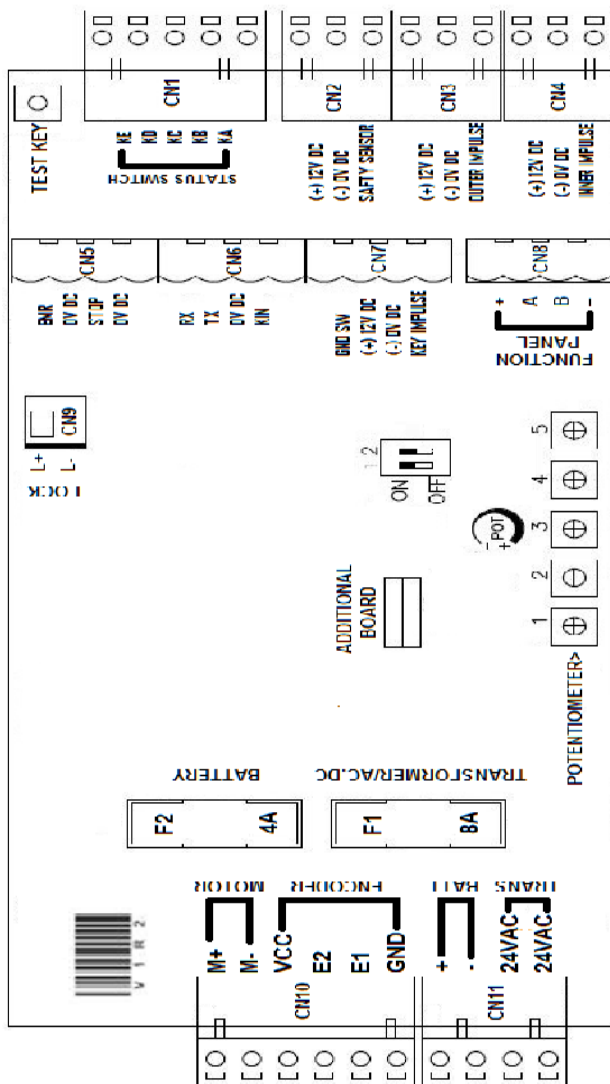 TEST KEY
CN1
KE
KD
KC
KB
KA
STATUS SWITCH
CN2
(+) 12V DC
(-) 0V DC
SAFTY SENSOR
CN3
(+) 12V DC
(-) 0V DC
OUTER IMPULSE
CN4
(+) 12V DC
(-) 0V DC
INNER IMPULSE
CN5
0V DC
STOP
0V DC
CN6
RX
TX
0V DC
KIN
CN7
GND SW
(+) 12V DC
(-) 0V DC
KEY IMPULSE
CN8
+
A
B
-
FUNCTION
PANEL
CN9
L+
L-
LOCK
1 2
ON
OFF
ADDITIONAL
BOARD
-
+
POT
1
2
3
4
5
POTENTIOMETER>
BATTERY
F2
4A
TRANSFORMER/AC.DC
F1
8A
V 1 R 2
MOTOR
M+
M-
ENCODER
VCC
E2
E1
GND
CN10
BATT
+
-
TRANS
24VAC
24VAC
CN11